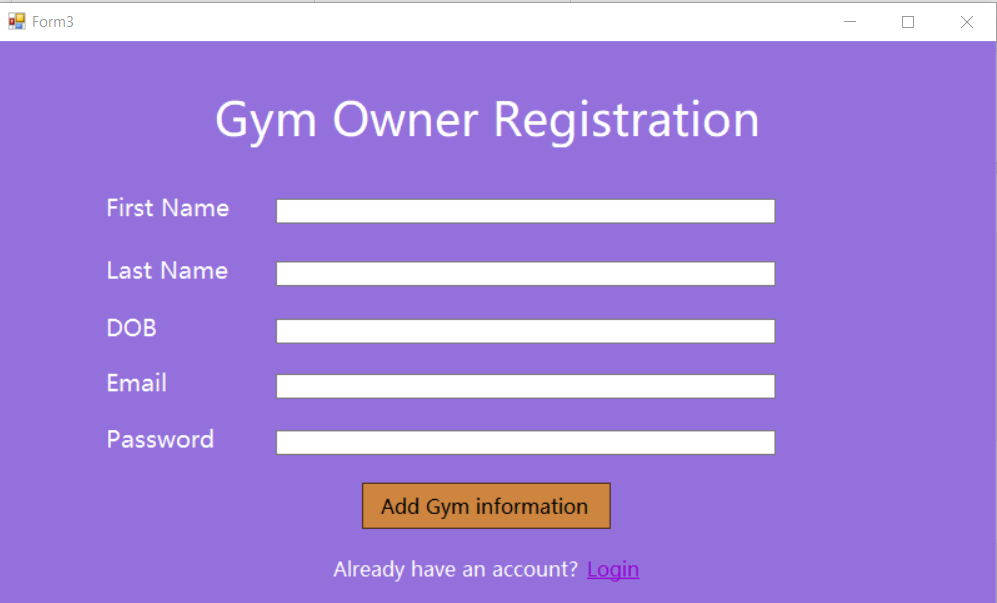 Form3
Gym Owner Registration
First Name
Last Name
DOB
Email
Password
Add Gym information
Already have an account? Login